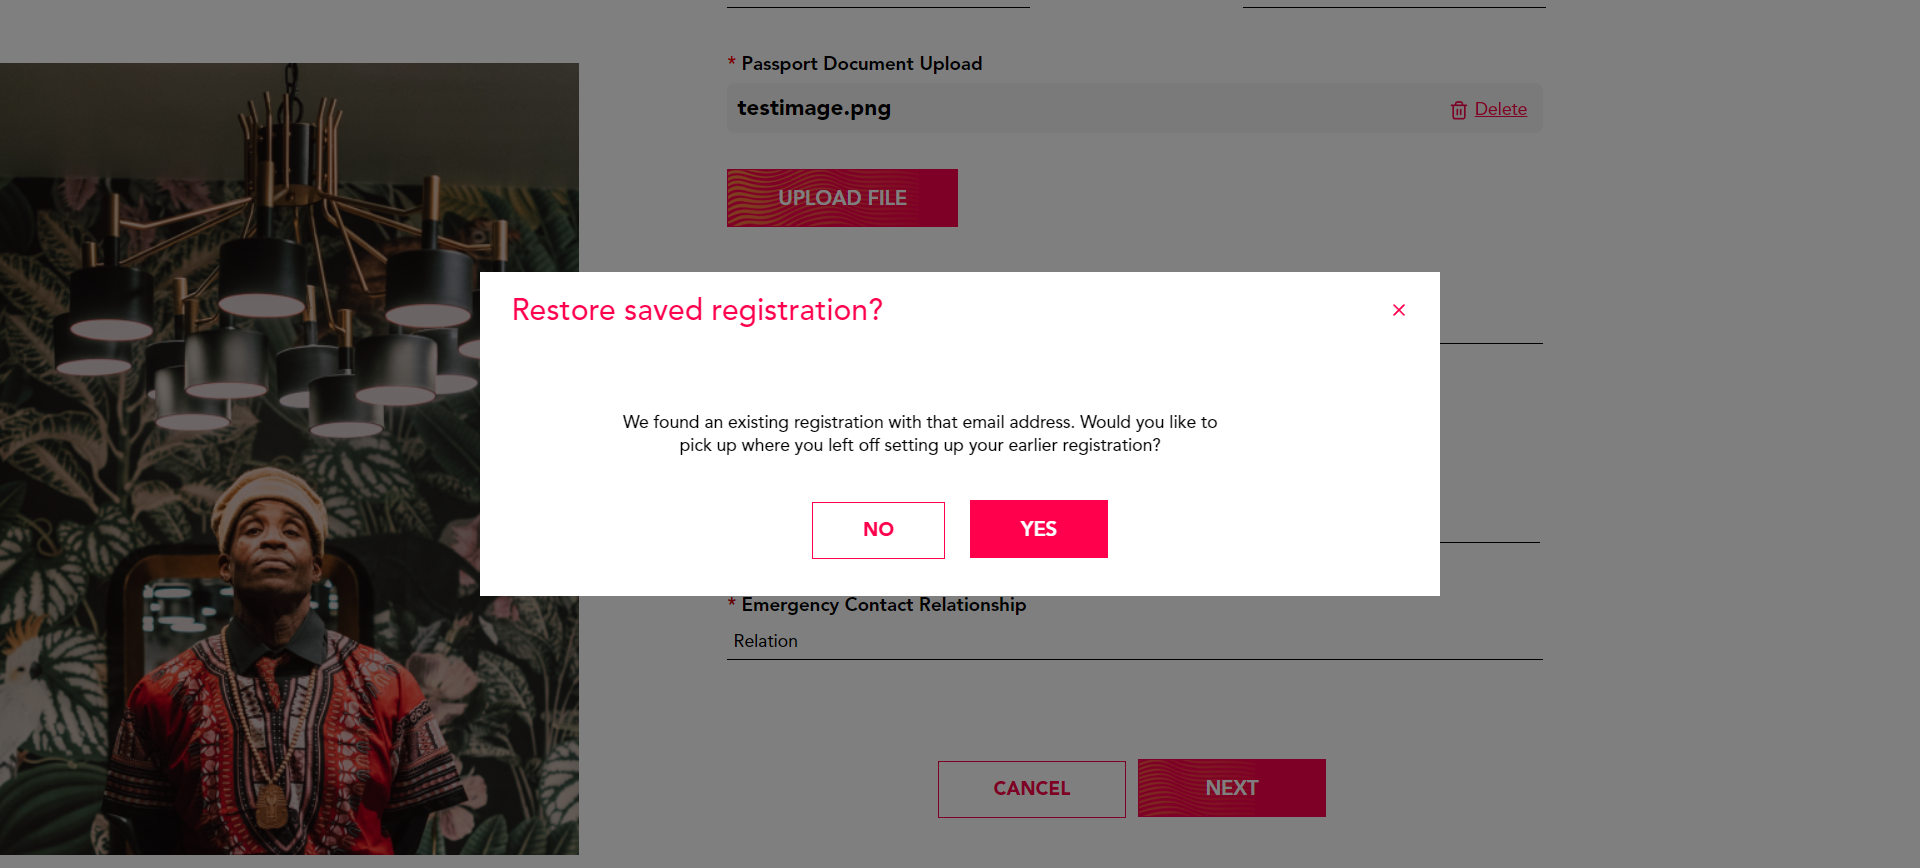 * Passport Document Upload
testimage.png
Delete
UPLOAD FILE
Restore saved registration?
We found an existing registration with that email address. Would you like to
pick up where you left off setting up your earlier registration?
NO
YES
* Emergency Contact Relationship
Relation
CANCEL
NEXT